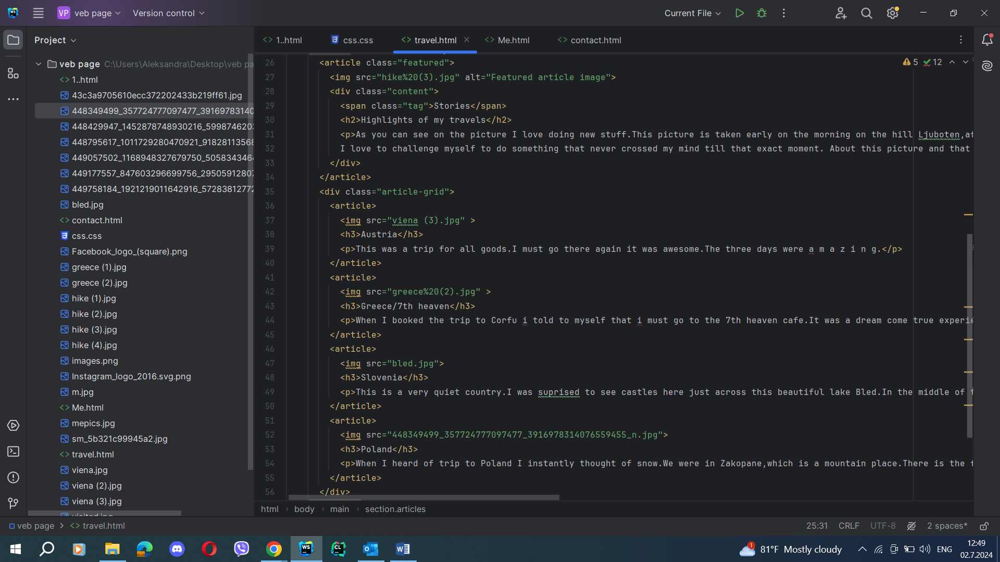 VP veb page Version control Current File
Project
1..html css.css travel.html Me.html contact.html
veb page C:\Users\Aleksandra\Desktop\veb pa
1..html
43c3a9705610ecc372202433b219ff61.jpg
448349499_357724777097477_39169783140
448429947_1452878748930216_599874620
448795617_1011729280470921_9182811356
449057502_1168948327679750_505834346
449177557_847603296699756_2950591280
449758184_1921219011642916_5728381277
bled.jpg
contact.html
css.css
Facebook_logo_(square).png
greece (1).jpg
greece (2).jpg
hike (1).jpg
hike (2).jpg
hike (3).jpg
hike (4).jpg
images.png
Instagram_logo_2016.svg.png
m.jpg
Me.html
mepics.jpg
sm_5b321c99945a2.jpg
travel.html
viena.jpg
viena (2).jpg
viena (3).jpg
5 12
26 <article class="featured">
27 <img src="hike%20(3).jpg" alt="Featured article image">
28 <div class="content">
29 <span class="tag">Stories</span>
30 <h2>Highlights of my travels</h2>
31 <p>As you can see on the picture I love doing new stuff.This picture is taken early on the morning on the hill Ljuboten,af
32 I love to challenge myself to do something that never crossed my mind till that exact moment. About this picture and that
33 </div>
34 </article>
35 <div class="article-grid">
36 <article>
37 <img src="viena (3).jpg" >
38 <h3>Austria</h3>
39 <p>This was a trip for all goods.I must go there again it was awesome.The three days were a m a z i n g.</p>
40 </article>
41 <article>
42 <img src="greece%20(2).jpg" >
43 <h3>Greece/7th heaven</h3>
44 <p>When I booked the trip to Corfu i told to myself that i must go to the 7th heaven cafe.It was a dream come true experie
45 </article>
46 <article>
47 <img src="bled.jpg">
48 <h3>Slovenia</h3>
49 <p>This is a very quiet country.I was suprised to see castles here just across this beautiful lake Bled.In the middle of t
50 </article>
51 <article>
52 <img src="448349499_357724777097477_3916978314076559455_n.jpg">
53 <h3>Poland</h3>
54 <p>When I heard of trip to Poland I instantly thought of snow.We were in Zakopane,which is a mountain place.There is the f
55 </article>
56 </div>
html › body › main › section.articles
veb page > travel.html 25:31 CRLF UTF-8 2 spaces*
WS CL 1 81°F Mostly cloudy ENG 12:49
02.7.2024